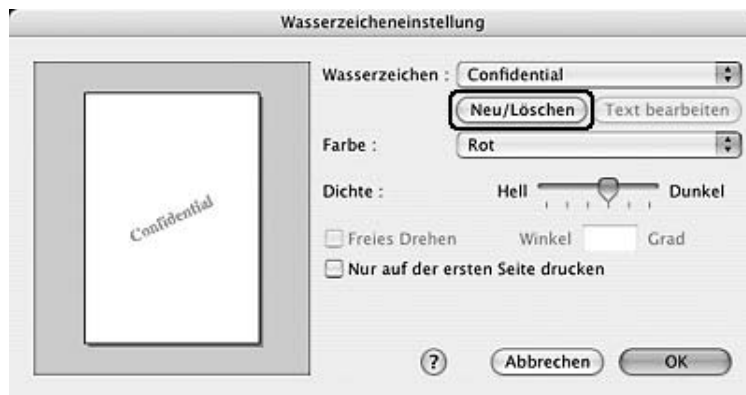 Wasserzeicheneinstellung
Wasserzeichen : Confidential
Neu/Löschen Text bearbeiten
Farbe : Rot
Dichte : Hell Dunkel
Confidential
Freies Drehen Winkel Grad
Nur auf der ersten Seite drucken
? Abbrechen OK